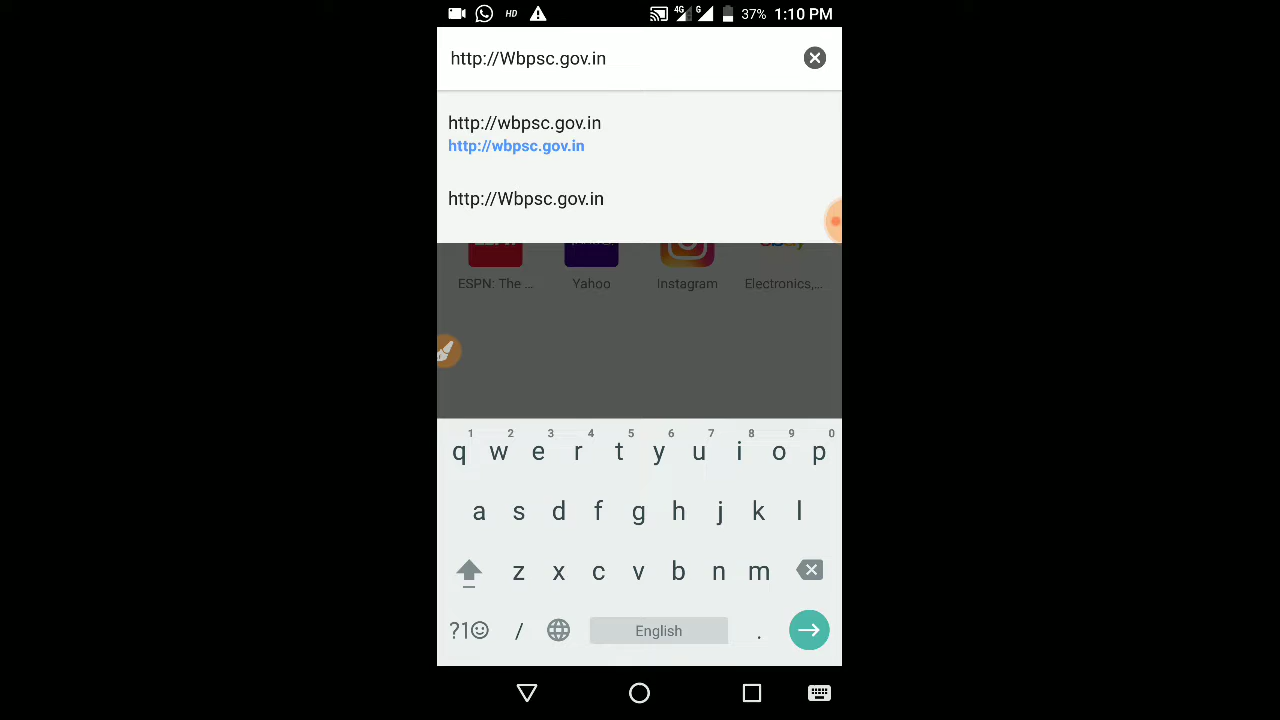 HD 4G G 37% 1:10 PM
http://Wbpsc.gov.in
http://wbpsc.gov.in
http://wbpsc.gov.in
http://Wbpsc.gov.in
ESPN: The ... Yahoo Instagram Electronics,...
1 2 3 4 5 6 7 8 9 0
q w e r t y u i o p
a s d f g h j k l
z x c v b n m
?1 / English .